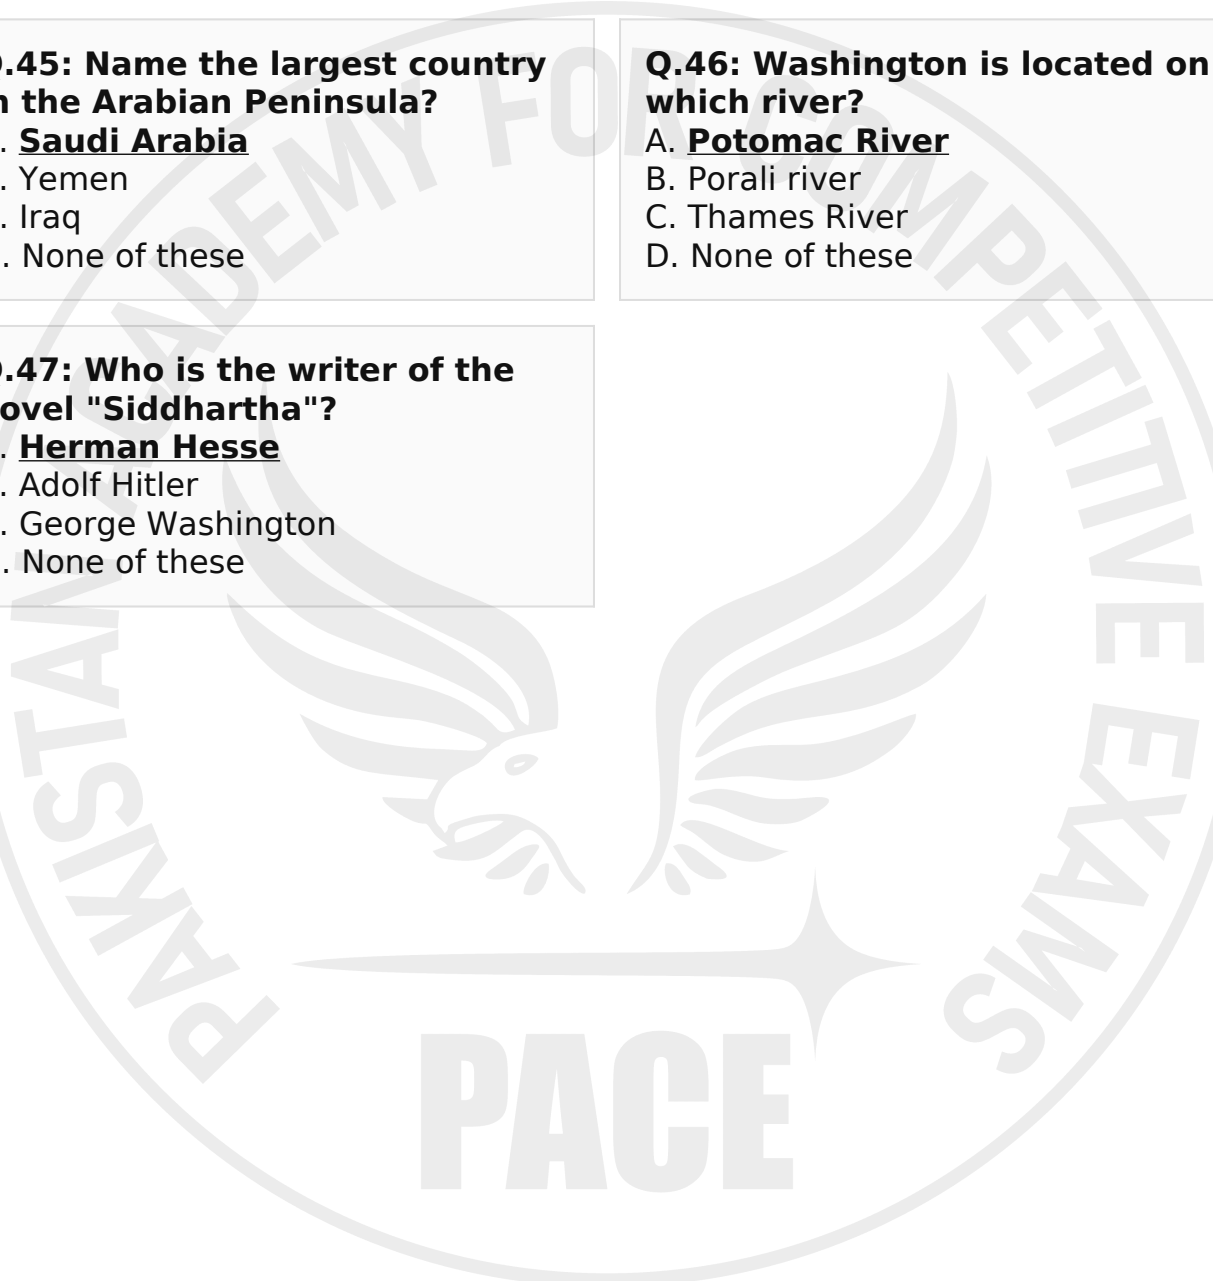 .45: Name the largest country
the Arabian Peninsula?
. Saudi Arabia
. Yemen
. Iraq
. None of these
Q.46: Washington is located on
which river?
A. Potomac River
B. Porali river
C. Thames River
D. None of these
.47: Who is the writer of the
ovel "Siddhartha"?
. Herman Hesse
. Adolf Hitler
. George Washington
. None of these
PAKISTAN ACADEMY FOR COMPETITIVE EXAMS
PACE